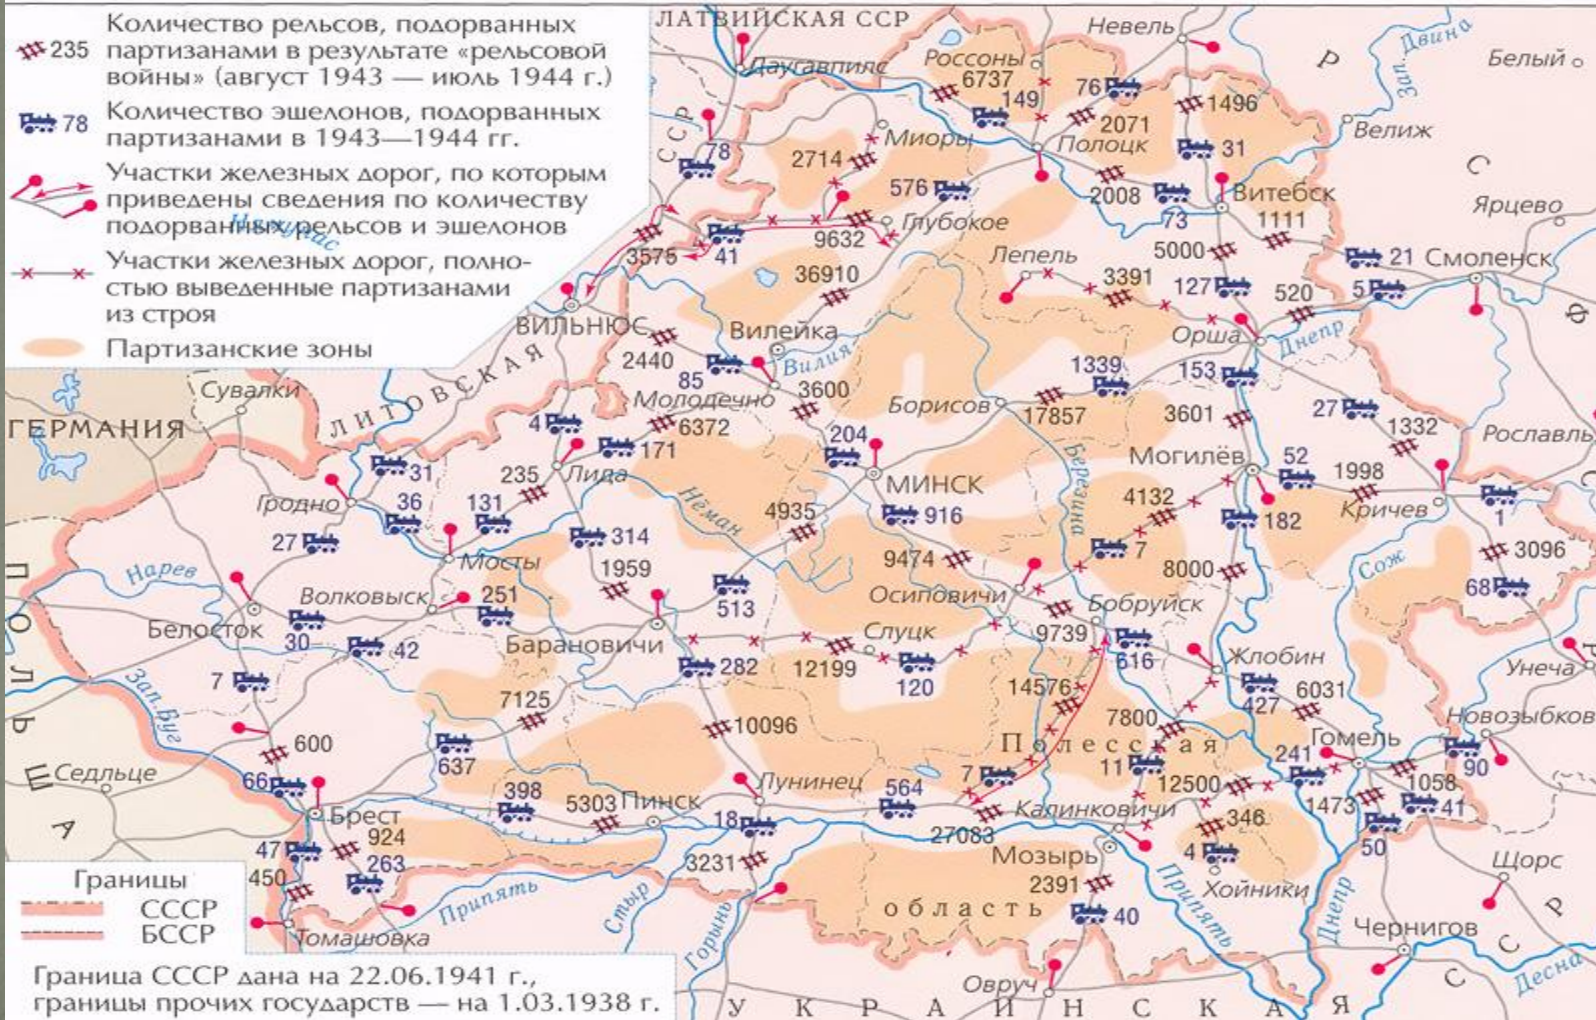 235
Количество рельсов, подорванных
партизанами в результате «рельсовой
войны» (август 1943 — июль 1944 г.)
78
Количество эшелонов, подорванных
партизанами в 1943—1944 гг.
Участки железных дорог, по которым
приведены сведения по количеству
подорванных рельсов и эшелонов
Участки железных дорог, полно-
стью выведенные партизанами
из строя
Партизанские зоны
ЛАТВИЙСКАЯ ССР
Невель
Зап. Двина
Белый
Даугавпилс
Россоны
6737
149
76
2071
1496
Р
Велиж
ССР
78
Миоры
2714
Полоцк
31
С
576
2008
73
Витебск
1111
Ярцево
Нямунас
3575
41
9632
Глубокое
5000
21
Смоленск
36910
Лепель
3391
127
520
5
Ф
ВИЛЬНЮС
Вилейка
Орша
Днепр
2440
85
Вилия
1339
153
Сувалки
ЛИТОВСКАЯ
Молодечно
3600
Борисов
17857
3601
27
1332
ГЕРМАНИЯ
4
171
6372
204
Рославль
С
31
235
Лида
МИНСК
Березина
Могилёв
52
1998
Гродно
36
131
Неман
4935
916
4132
182
Кричев
1
27
314
7
3096
Мосты
9474
8000
Сож
Нарев
1959
513
Осиповичи
68
Волковыск
251
Бобруйск
Белосток
30
42
Барановичи
Слуцк
9739
616
Жлобин
Унеча
7
282
12199
120
14576
427
6031
Зап.Буг
7125
10096
7800
Новозыбков
ПОЛЬША
600
637
Полесская
11
241
Гомель
90
Седльце
66
398
5303
Пинск
Лунинец
564
7
12500
1058
Брест
18
27083
Калинковичи
346
1473
41
924
47
263
3231
Мозырь
4
50
Щорс
450
2391
Хойники
Припять
Стыр
Горынь
область
40
Припять
Днепр
Р
Томашовка
Чернигов
С
Овруч
С
Десна
УКРАИНСКАЯ
Границы
СССР
БССР
Граница СССР дана на 22.06.1941 г.,
границы прочих государств — на 1.03.1938 г.